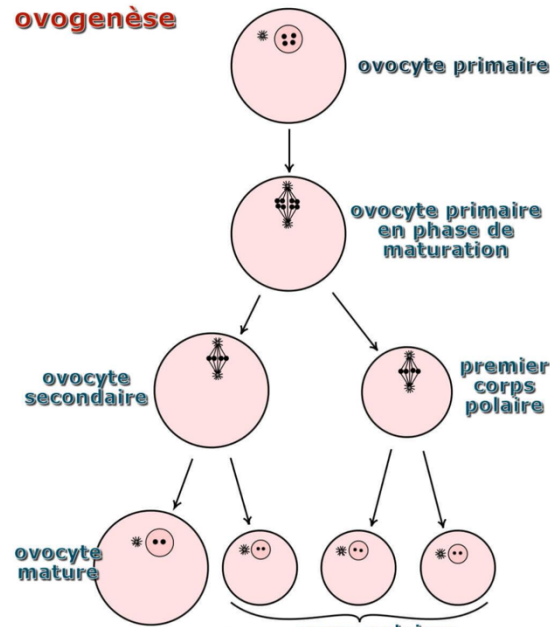 ovogenèse
ovocyte primaire
ovocyte primaire
en phase de
maturation
ovocyte
secondaire
premier
corps
polaire
ovocyte
mature